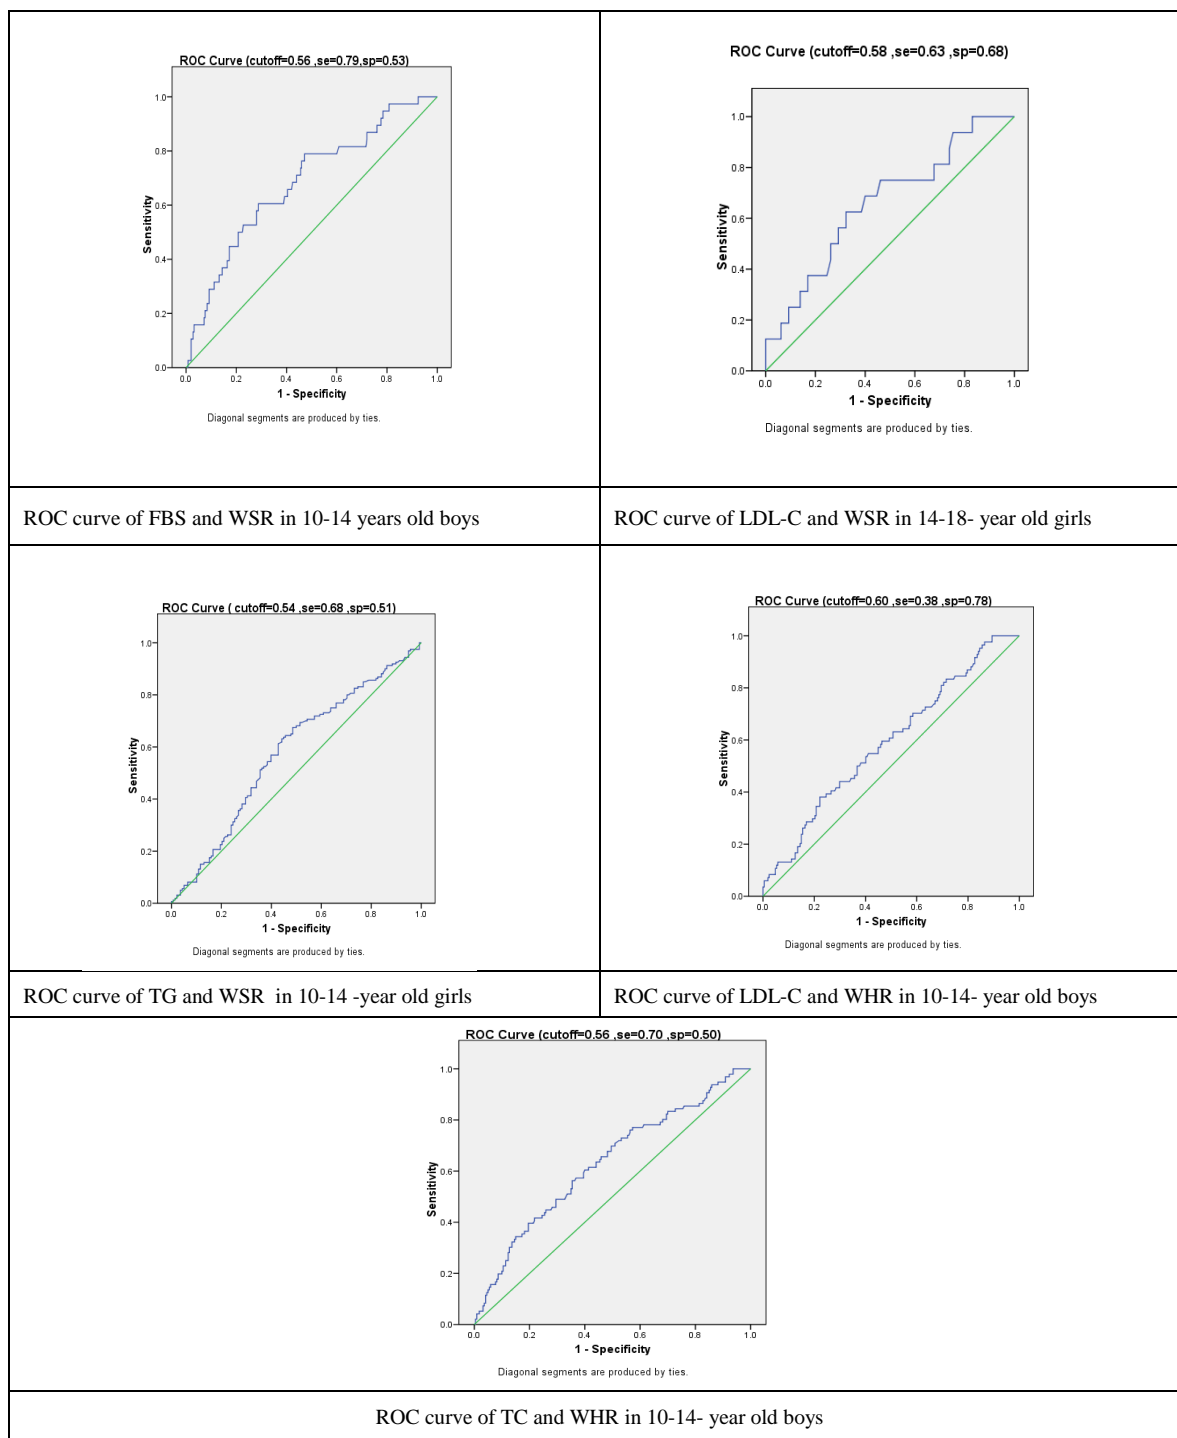 ROC Curve (cutoff=0.56 ,se=0.79,sp=0.53)
1.0
0.8
0.6
0.4
0.2
0.0
Sensitivity
0.0 0.2 0.4 0.6 0.8 1.0
1 - Specificity
Diagonal segments are produced by ties.
ROC Curve (cutoff=0.58 ,se=0.63 ,sp=0.68)
1.0
0.8
0.6
0.4
0.2
0.0
Sensitivity
0.0 0.2 0.4 0.6 0.8 1.0
1 - Specificity
Diagonal segments are produced by ties.
ROC curve of FBS and WSR in 10-14 years old boys
ROC curve of LDL-C and WSR in 14-18- year old girls
ROC Curve ( cutoff=0.54 ,se=0.68 ,sp=0.51)
1.0
0.8
0.6
0.4
0.2
0.0
Sensitivity
0.0 0.2 0.4 0.6 0.8 1.0
1 - Specificity
Diagonal segments are produced by ties.
ROC Curve (cutoff=0.60 ,se=0.38 ,sp=0.78)
1.0
0.8
0.6
0.4
0.2
0.0
Sensitivity
0.0 0.2 0.4 0.6 0.8 1.0
1 - Specificity
Diagonal segments are produced by ties.
ROC curve of TG and WSR in 10-14 -year old girls
ROC curve of LDL-C and WHR in 10-14- year old boys
ROC Curve (cutoff=0.56 ,se=0.70 ,sp=0.50)
1.0
0.8
0.6
0.4
0.2
0.0
Sensitivity
0.0 0.2 0.4 0.6 0.8 1.0
1 - Specificity
Diagonal segments are produced by ties.
ROC curve of TC and WHR in 10-14- year old boys